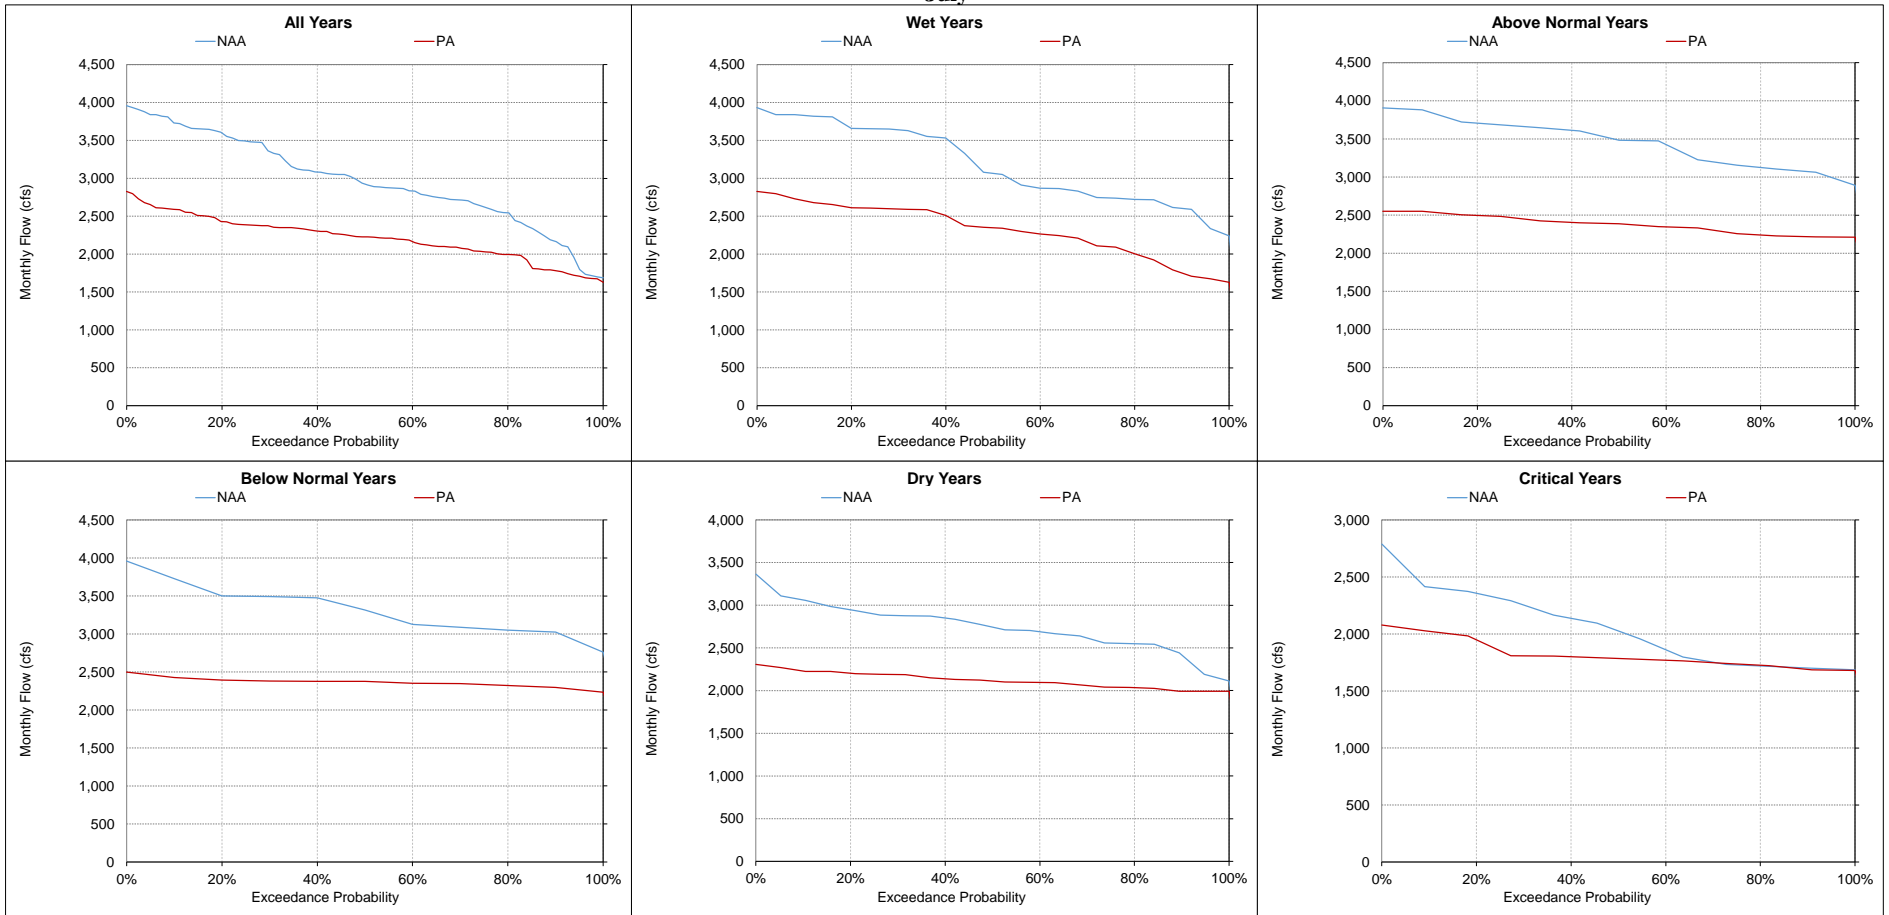 All Years
NAA PA
4,500
4,000
3,500
3,000
2,500
2,000
1,500
1,000
500
0
Monthly Flow (cfs)
0% 20% 40% 60% 80% 100%
Exceedance Probability
Wet Years
NAA PA
4,500
4,000
3,500
3,000
2,500
2,000
1,500
1,000
500
0
Monthly Flow (cfs)
0% 20% 40% 60% 80% 100%
Exceedance Probability
Above Normal Years
NAA PA
4,500
4,000
3,500
3,000
2,500
2,000
1,500
1,000
500
0
Monthly Flow (cfs)
0% 20% 40% 60% 80% 100%
Exceedance Probability
Below Normal Years
NAA PA
4,500
4,000
3,500
3,000
2,500
2,000
1,500
1,000
500
0
Monthly Flow (cfs)
0% 20% 40% 60% 80% 100%
Exceedance Probability
Dry Years
NAA PA
4,000
3,500
3,000
2,500
2,000
1,500
1,000
500
0
Monthly Flow (cfs)
0% 20% 40% 60% 80% 100%
Exceedance Probability
Critical Years
NAA PA
3,000
2,500
2,000
1,500
1,000
500
0
Monthly Flow (cfs)
0% 20% 40% 60% 80% 100%
Exceedance Probability